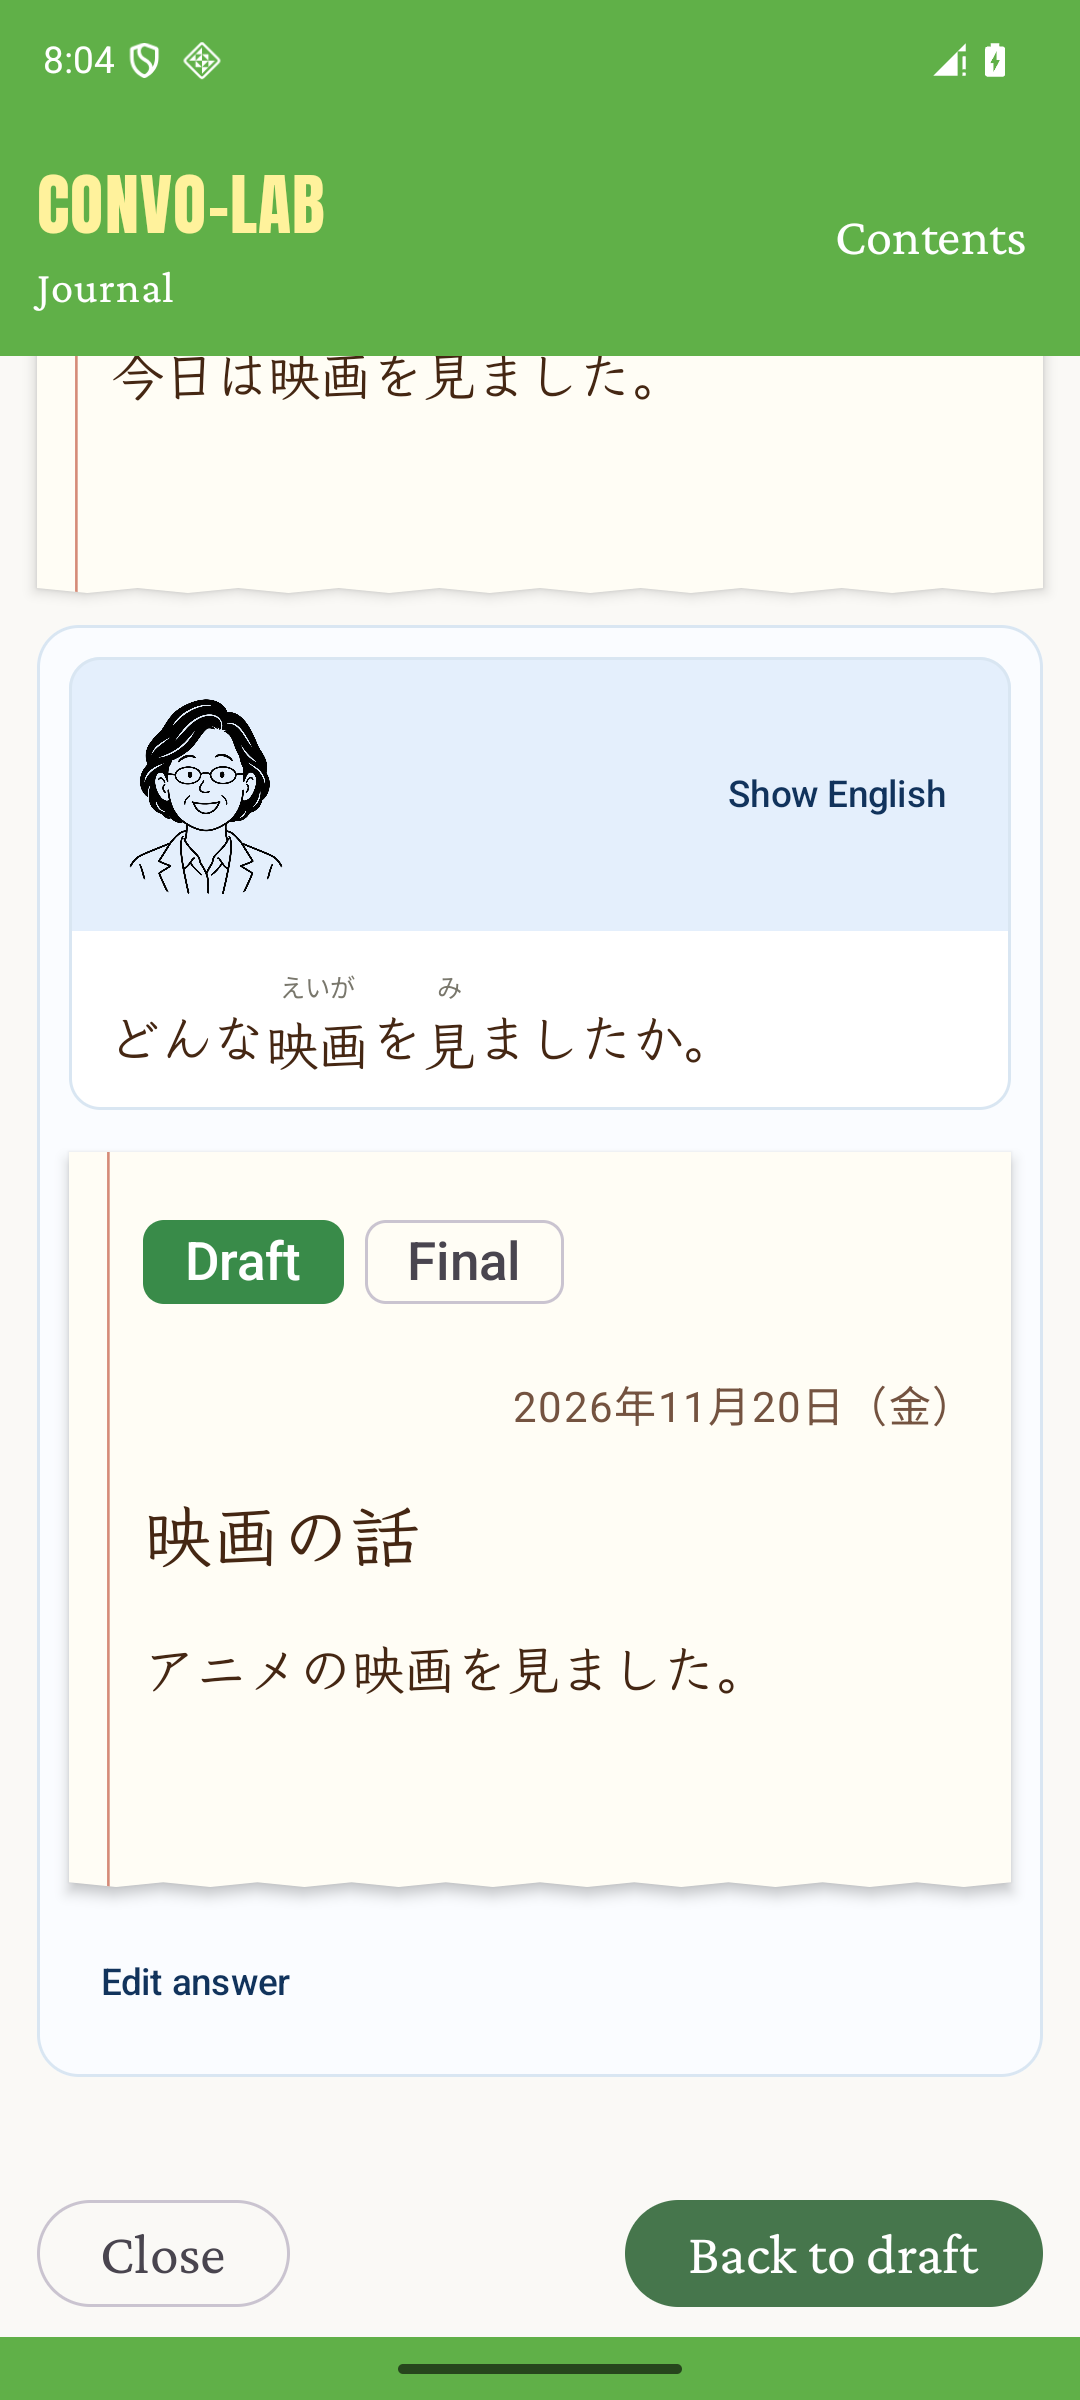 8:04
CONVO-LAB
Journal
Contents
今日は映画を見ました。
Show English
えいが み
どんな映画を見ましたか。
Draft Final
2026年11月20日（金）
映画の話
アニメの映画を見ました。
Edit answer
Close
Back to draft